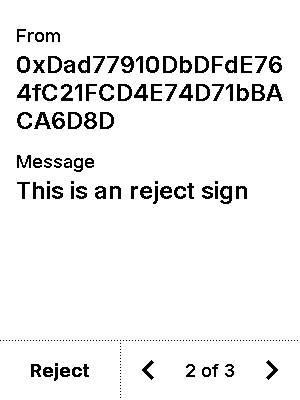 From
0xDad77910DbDFdE76
4fC21FCD4E74D71bBA
CA6D8D
Message
This is an reject sign
Reject
2 of 3